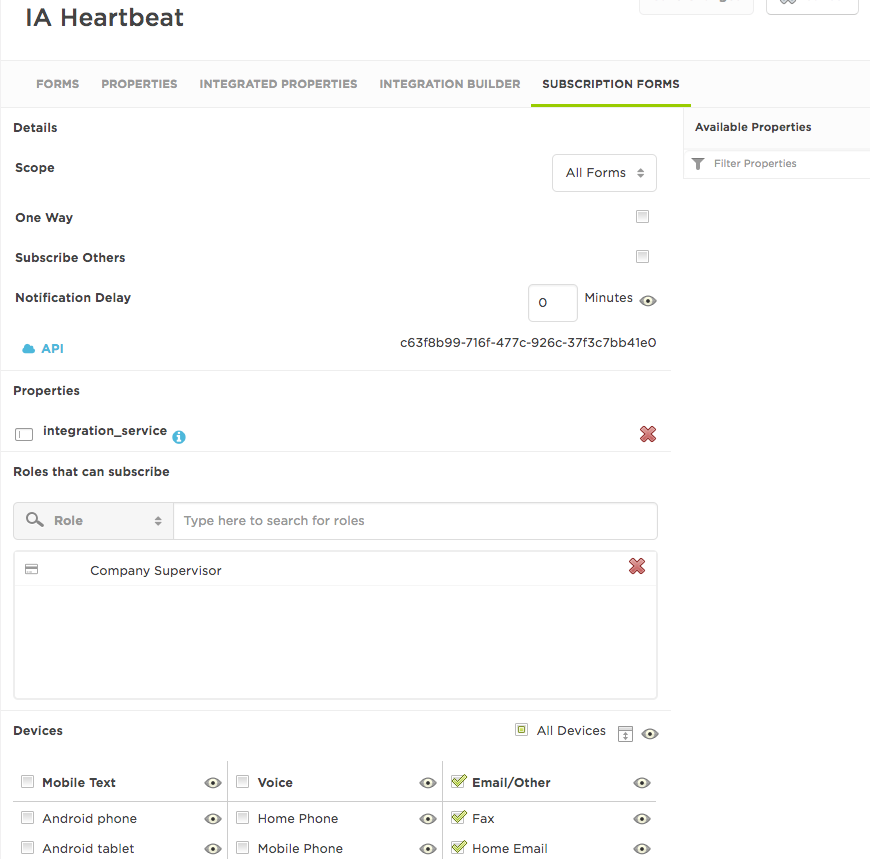 IA Heartbeat
FORMS PROPERTIES INTEGRATED PROPERTIES INTEGRATION BUILDER SUBSCRIPTION FORMS
Details
Available Properties
Filter Properties
Scope
All Forms
One Way
Subscribe Others
Notification Delay
0 Minutes
API
c63f8b99-716f-477c-926c-37f3c7bb41e0
Properties
integration_service
Roles that can subscribe
Role
Type here to search for roles
Company Supervisor
Devices
All Devices
Mobile Text Voice Email/Other
Android phone Home Phone Fax
Android tablet Mobile Phone Home Email